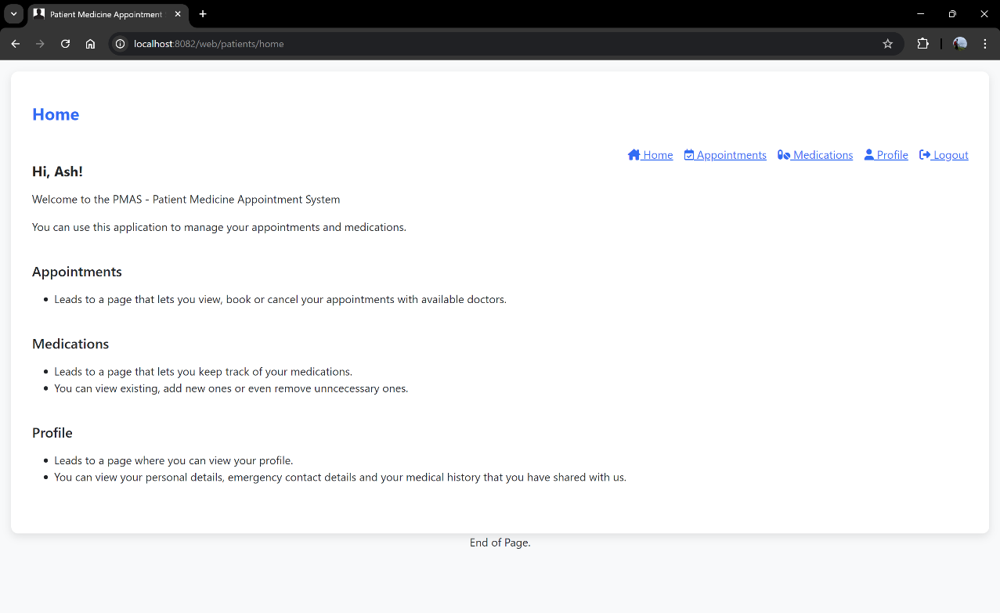 Patient Medicine Appointment
localhost:8082/web/patients/home
Home
Home Appointments Medications Profile Logout
Hi, Ash!
Welcome to the PMAS - Patient Medicine Appointment System
You can use this application to manage your appointments and medications.
Appointments
• Leads to a page that lets you view, book or cancel your appointments with available doctors.
Medications
• Leads to a page that lets you keep track of your medications.
• You can view existing, add new ones or even remove unncecessary ones.
Profile
• Leads to a page where you can view your profile.
• You can view your personal details, emergency contact details and your medical history that you have shared with us.
End of Page.